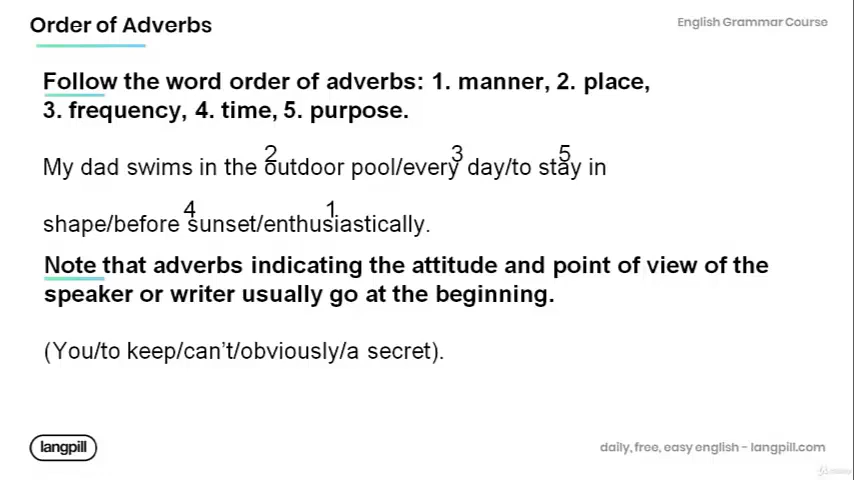 Order of Adverbs
English Grammar Course
Follow the word order of adverbs: 1. manner, 2. place,
3. frequency, 4. time, 5. purpose.
2 3 5
My dad swims in the outdoor pool/every day/to stay in
4 1
shape/before sunset/enthusiastically.
Note that adverbs indicating the attitude and point of view of the
speaker or writer usually go at the beginning.
(You/to keep/can't/obviously/a secret).
langpill
daily, free, easy english - langpill.com